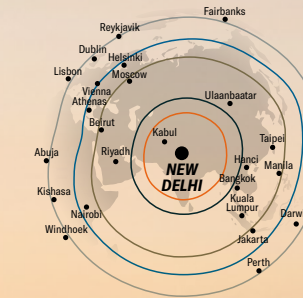 Fairbanks
Reykjavik
Dublin
Helsinki
Lisbon
Moscow
Vienna
Athenas
Ulaanbaatar
Beirut
Kabul
Taipei
Riyadh
Abuja
NEW
DELHI
Hanci
Manila
Bangkok
Kishasa
Kuala
Lumpur
Nairobi
Darw
Windhoek
Jakarta
Perth